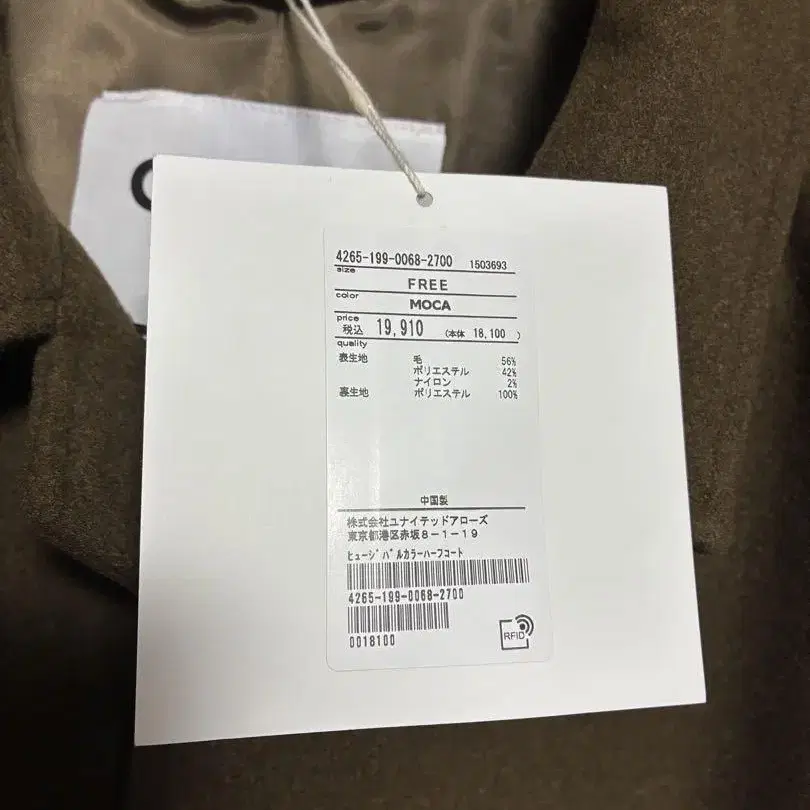 4265-199-0068-2700 1503693
size
FREE
color
MOCA
price
税込 19,910 (本体 18,100 )
quality
表生地 毛 56%
ポリエステル 42%
ナイロン 2%
裏生地 ポリエステル 100%
中国製
株式会社ユナイテッドアローズ
東京都港区赤坂8-1-19
ヒュージバルカラーハーフコート
4265-199-0068-2700
0018100
RFID